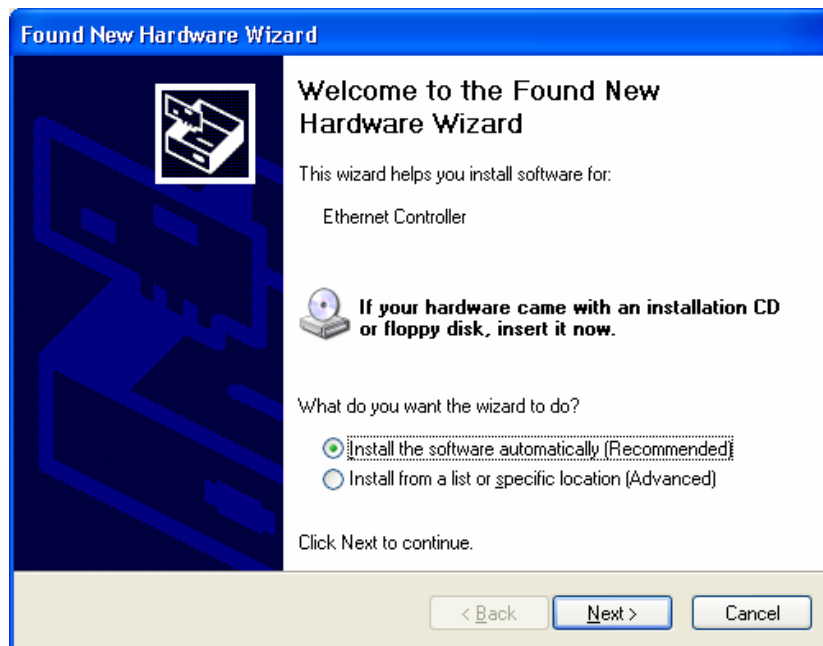 Found New Hardware Wizard
Welcome to the Found New
Hardware Wizard
This wizard helps you install software for:
Ethernet Controller
If your hardware came with an installation CD
or floppy disk, insert it now.
What do you want the wizard to do?
Install the software automatically (Recommended)
Install from a list or specific location (Advanced)
Click Next to continue.
< Back Next > Cancel